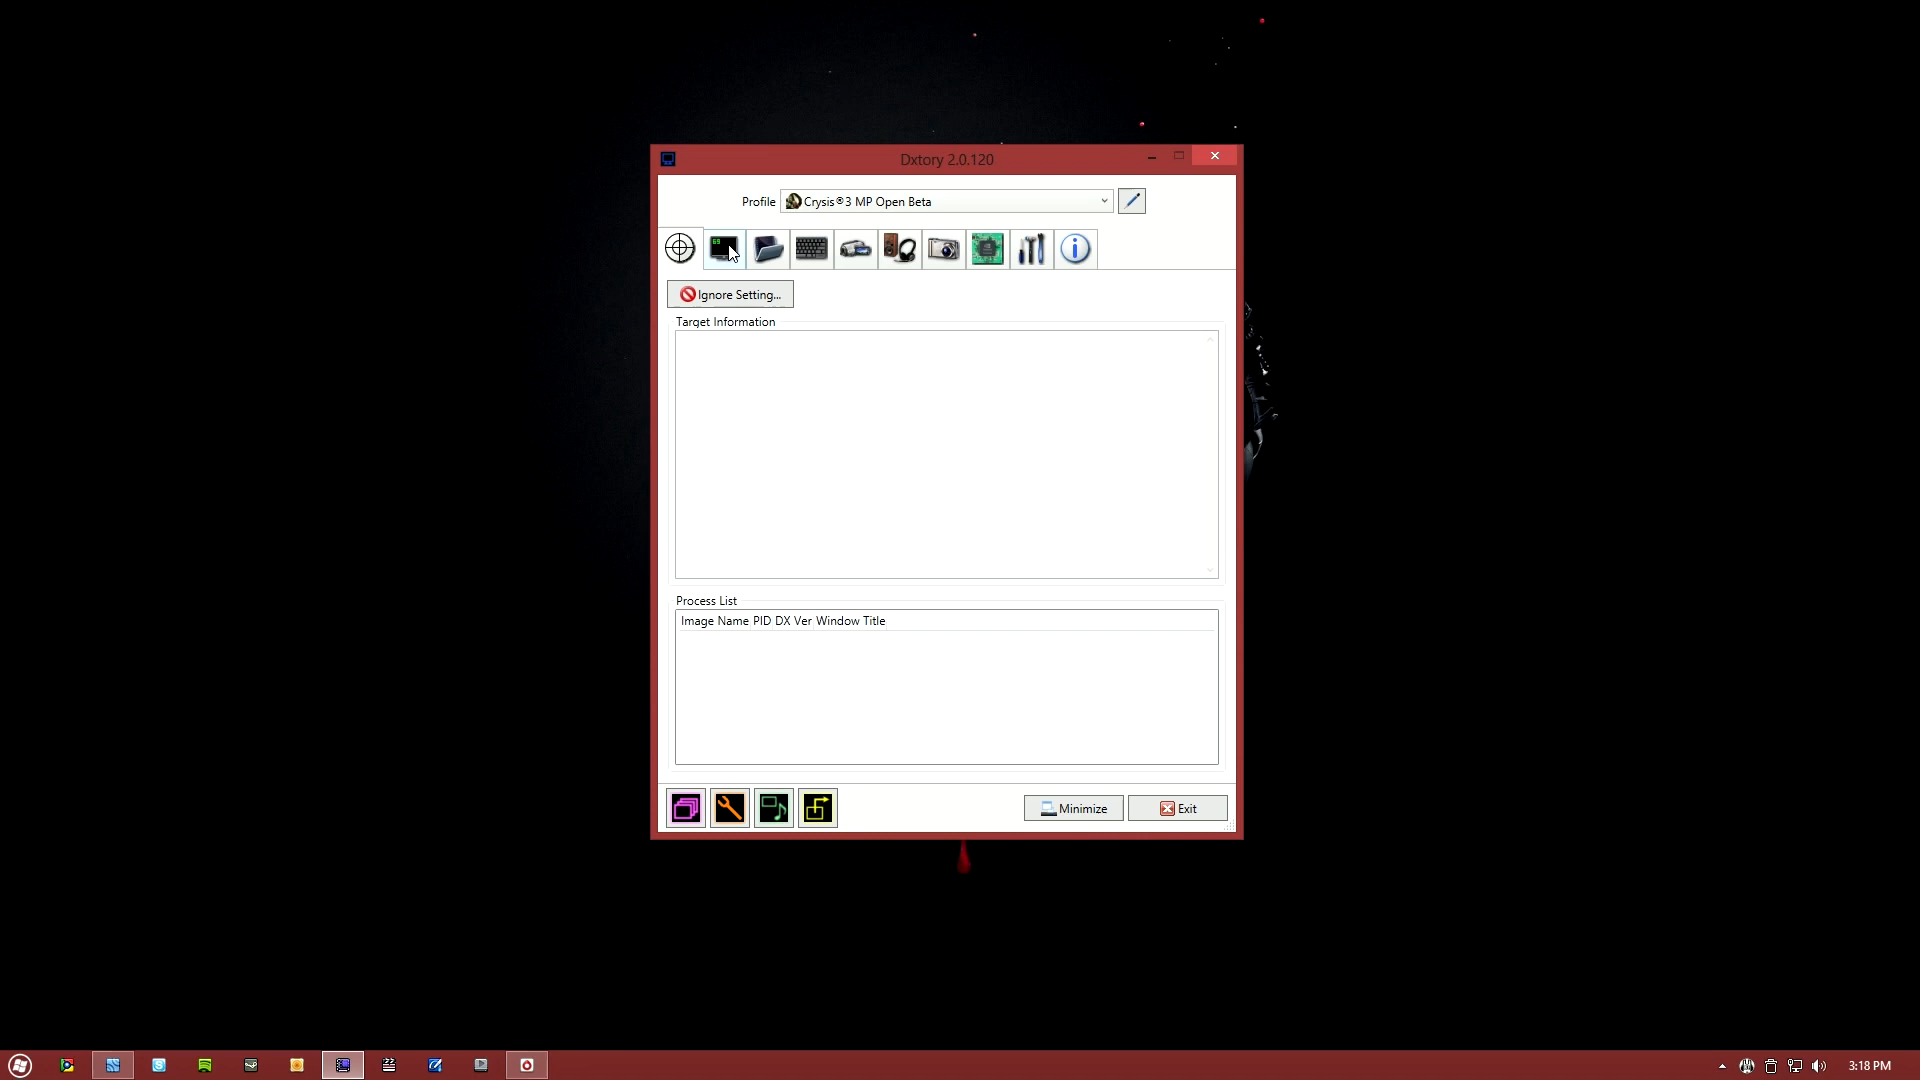 Dxtory 2.0.120
Profile Crysis®3 MP Open Beta
69
Ignore Setting...
Target Information
Process List
Image Name PID DX Ver Window Title
Minimize Exit
3:18 PM